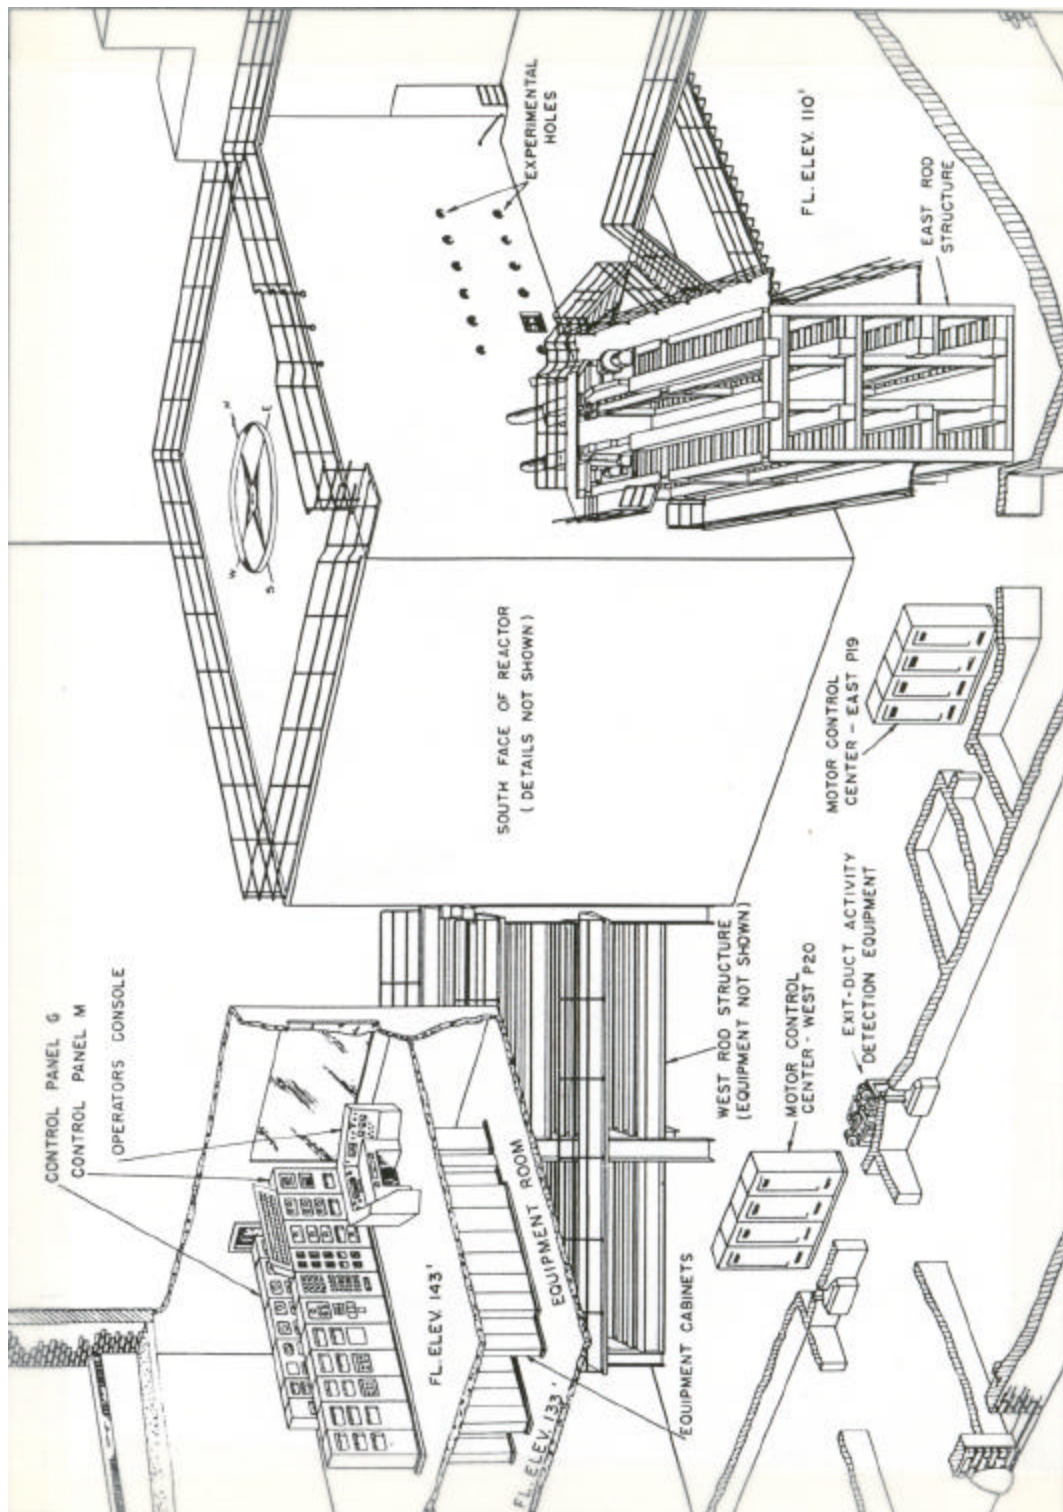 CONTROL PANEL G
CONTROL PANEL M
OPERATORS CONSOLE
FL. ELEV. 143'
EQUIPMENT ROOM
FL. ELEV. 133'
EQUIPMENT CABINETS
WEST ROD STRUCTURE
(EQUIPMENT NOT SHOWN)
MOTOR CONTROL
CENTER - WEST P20
EXIT-DUCT ACTIVITY
DETECTION EQUIPMENT
MOTOR CONTROL
CENTER - EAST P19
SOUTH FACE OF REACTOR
(DETAILS NOT SHOWN)
W
N
S
E
EXPERIMENTAL
HOLES
FL. ELEV. 110'
EAST ROD
STRUCTURE